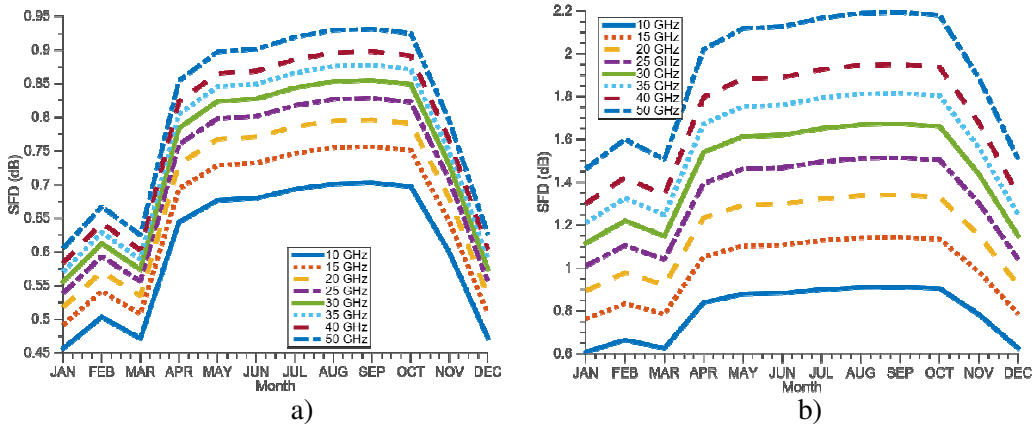 0.95
0.9
0.85
0.8
0.75
0.7
0.65
0.6
0.55
0.5
0.45
SFD (dB)
JAN FEB MAR APR MAY JUN JUL AUG SEP OCT NOV DEC
Month
10 GHz
15 GHz
20 GHz
25 GHz
30 GHz
35 GHz
40 GHz
50 GHz
a)
2.2
2
1.8
1.6
1.4
1.2
1
0.8
0.6
SFD (dB)
JAN FEB MAR APR MAY JUN JUL AUG SEP OCT NOV DEC
Month
10 GHz
15 GHz
20 GHz
25 GHz
30 GHz
35 GHz
40 GHz
50 GHz
b)